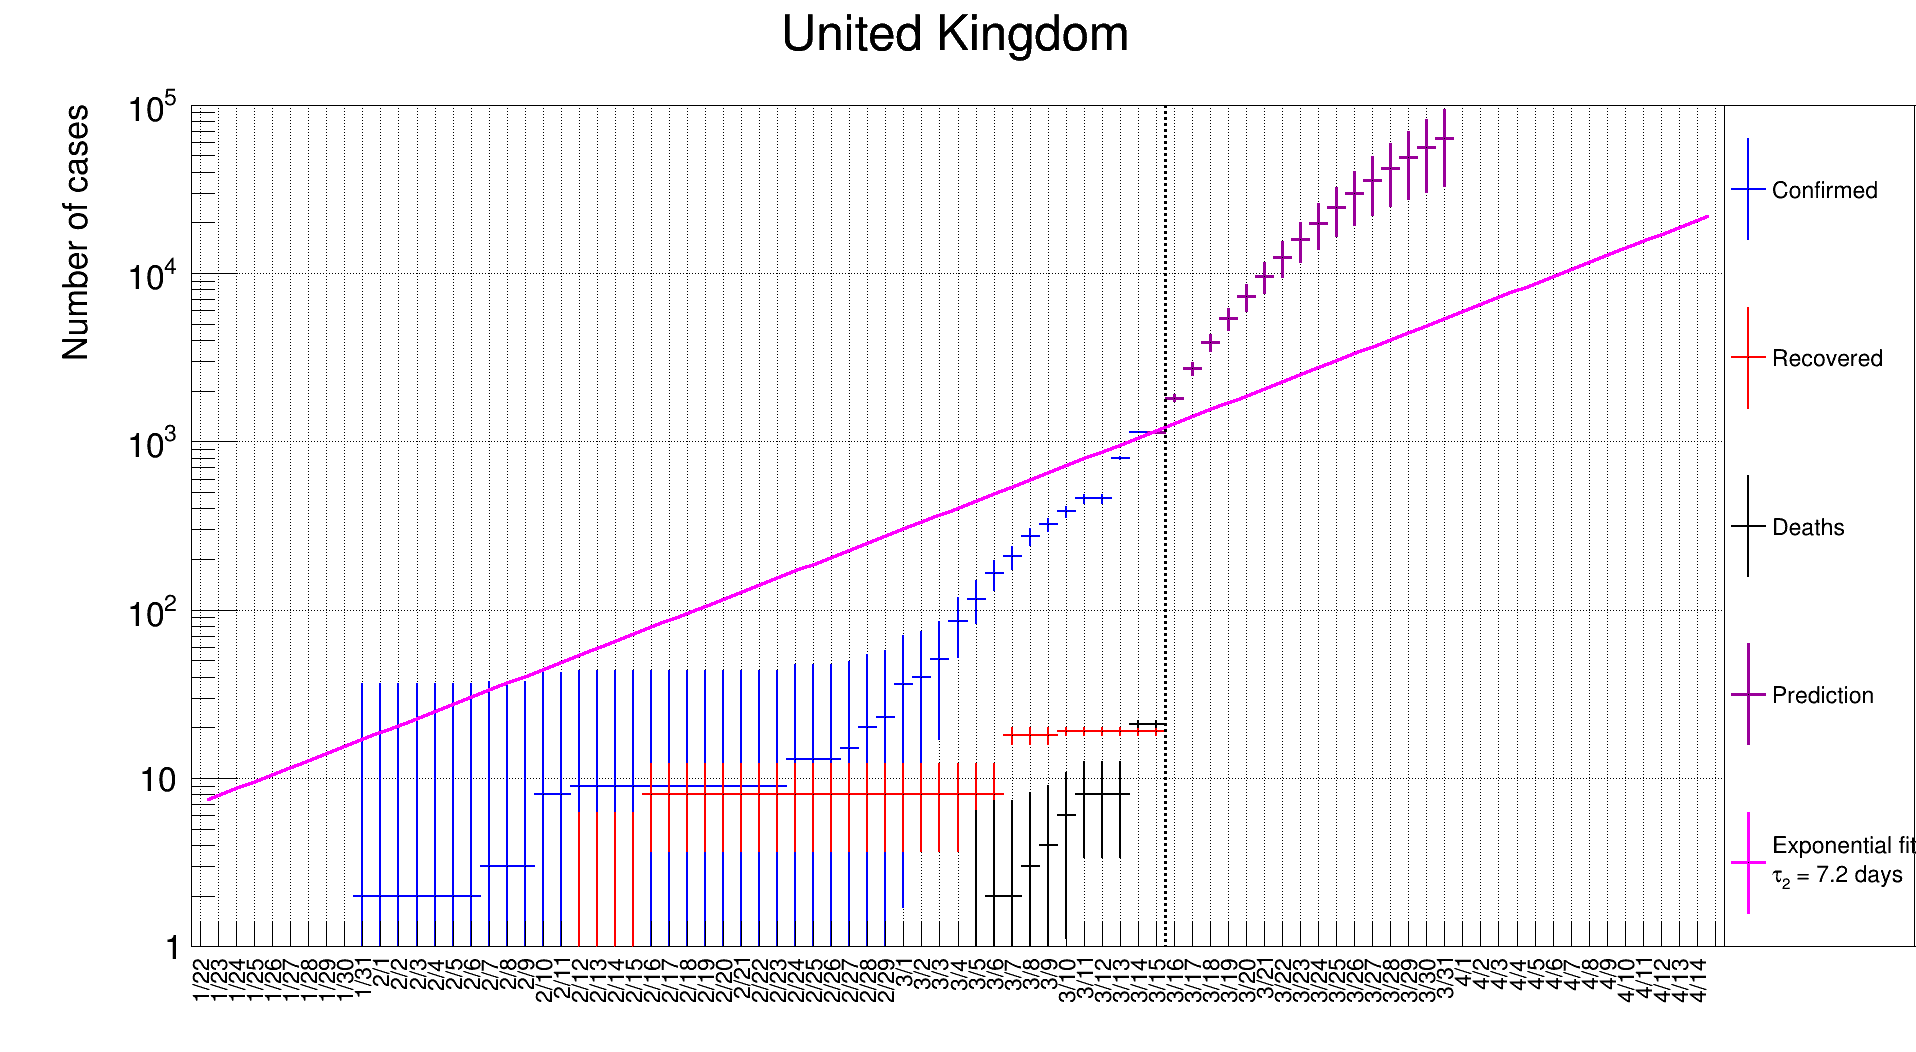 United Kingdom
Number of cases
10^5
10^4
10^3
10^2
10
1
1/22 1/23 1/24 1/25 1/26 1/27 1/28 1/29 1/30 1/31 2/1 2/2 2/3 2/4 2/5 2/6 2/7 2/8 2/9 2/10 2/11 2/12 2/13 2/14 2/15 2/16 2/17 2/18 2/19 2/20 2/21 2/22 2/23 2/24 2/25 2/26 2/27 2/28 2/29 3/1 3/2 3/3 3/4 3/5 3/6 3/7 3/8 3/9 3/10 3/11 3/12 3/13 3/14 3/15 3/16 3/17 3/18 3/19 3/20 3/21 3/22 3/23 3/24 3/25 3/26 3/27 3/28 3/29 3/30 3/31 4/1 4/2 4/3 4/4 4/5 4/6 4/7 4/8 4/9 4/10 4/11 4/12 4/13 4/14
Confirmed
Recovered
Deaths
Prediction
Exponential fit
τ₂ = 7.2 days